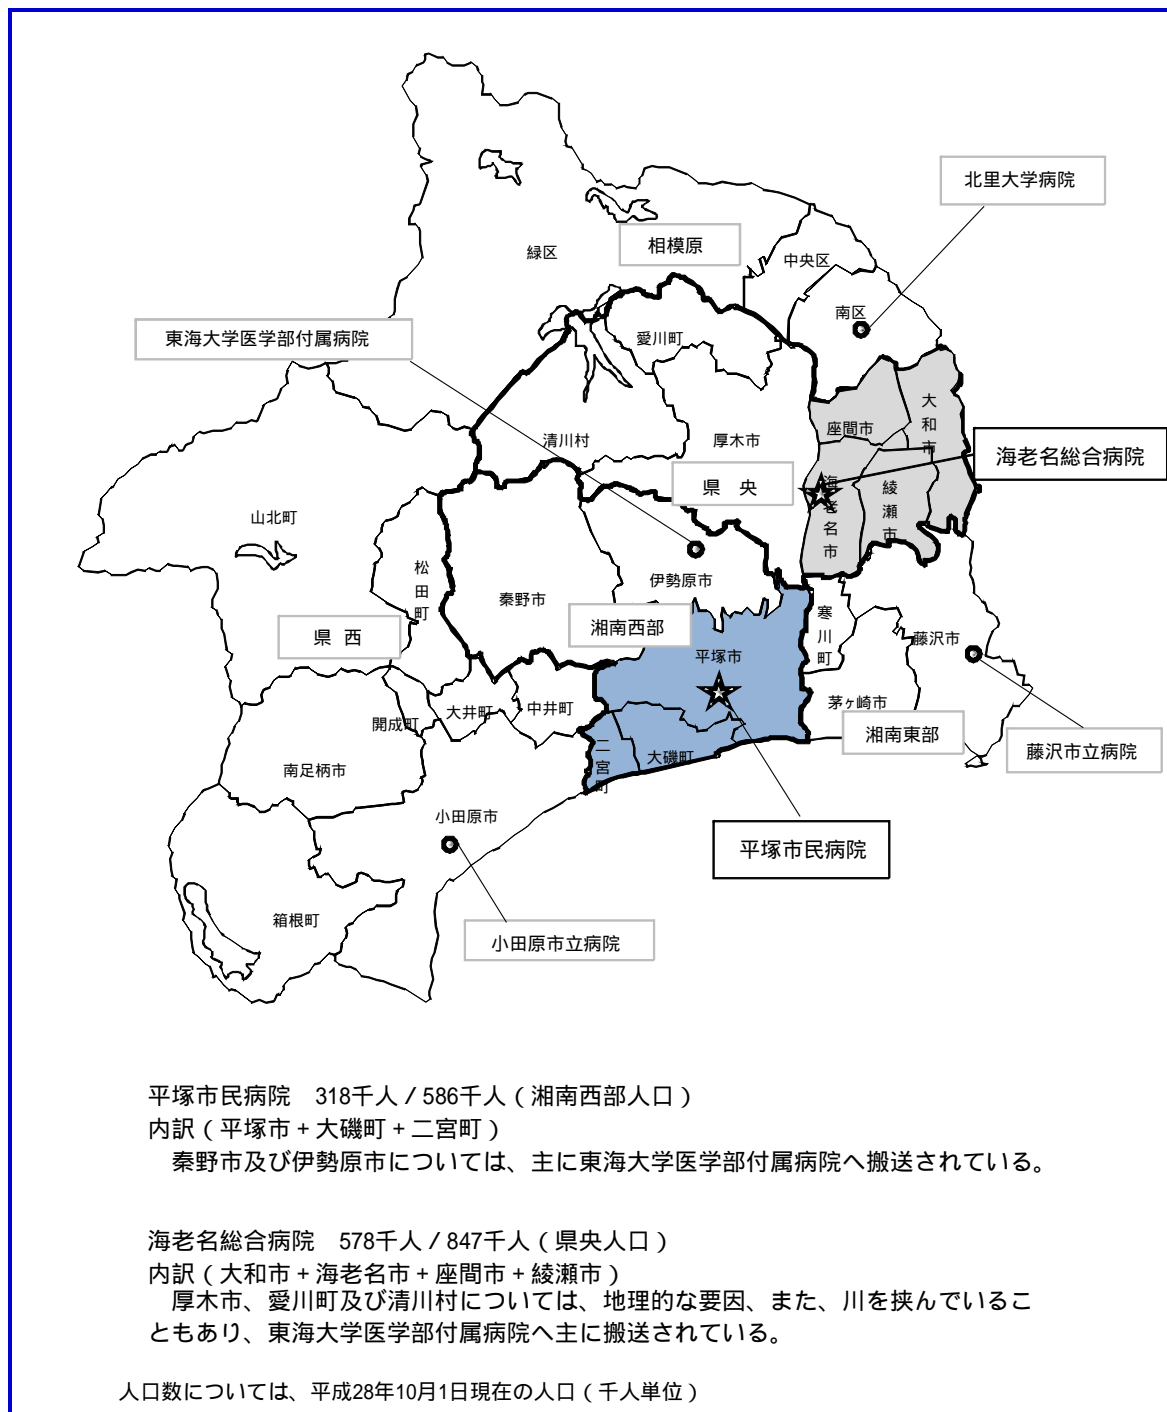 北里大学病院
相模原
緑区
中央区
南区
東海大学医学部付属病院
愛川町
大和市
座間市
清川村
厚木市
海老名総合病院
県　央
海老名市
綾瀬市
山北町
松田町
伊勢原市
秦野市
寒川町
湘南西部
県 西
藤沢市
平塚市
茅ヶ崎市
開成町
大井町
中井町
湘南東部
藤沢市立病院
二宮町
大磯町
南足柄市
小田原市
平塚市民病院
箱根町
小田原市立病院
平塚市民病院　318千人 / 586千人（湘南西部人口）
内訳（平塚市+大磯町+二宮町）
秦野市及び伊勢原市については、主に東海大学医学部付属病院へ搬送されている。
海老名総合病院　578千人 / 847千人（県央人口）
内訳（大和市+海老名市+座間市+綾瀬市）
厚木市、愛川町及び清川村については、地理的な要因、また、川を挟んでいるこ
ともあり、東海大学医学部付属病院へ主に搬送されている。
人口数については、平成28年10月1日現在の人口（千人単位）